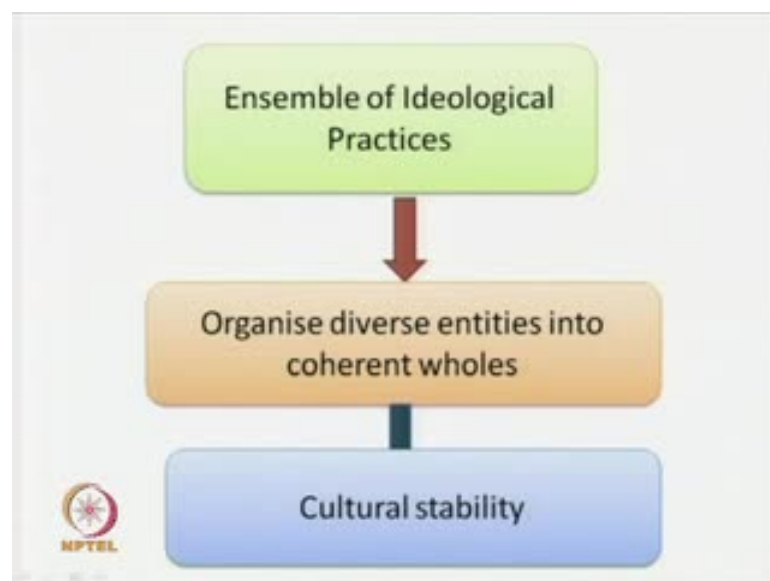 Ensemble of Ideological
Practices
Organise diverse entities into
coherent wholes
Cultural stability
NPTEL